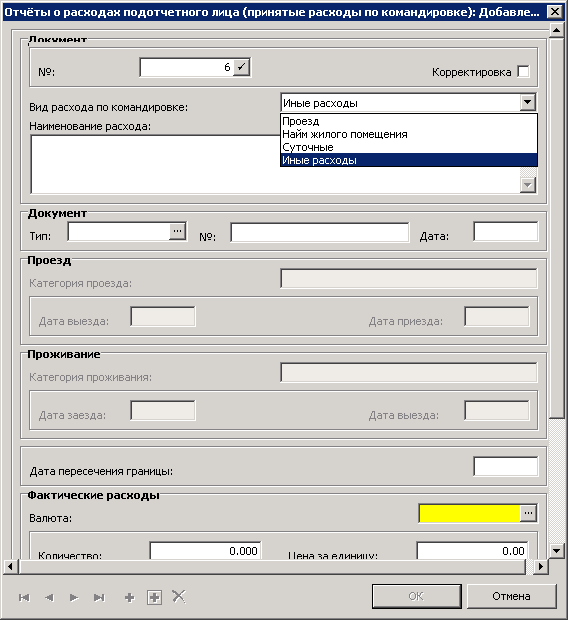 Отчёты о расходах подотчетного лица (принятые расходы по командировке): Добавле...
Документ
№: 6 Корректировка
Вид расхода по командировке: Иные расходы
Наименование расхода:
Проезд
Найм жилого помещения
Суточные
Иные расходы
Документ
Тип: ... №: Дата:
Проезд
Категория проезда:
Дата выезда: Дата приезда:
Проживание
Категория проживания:
Дата заезда: Дата выезда:
Дата пересечения границы:
Фактические расходы
Валюта: ...
Количество: 0.000 Цена за единицу: 0.00
OK Отмена